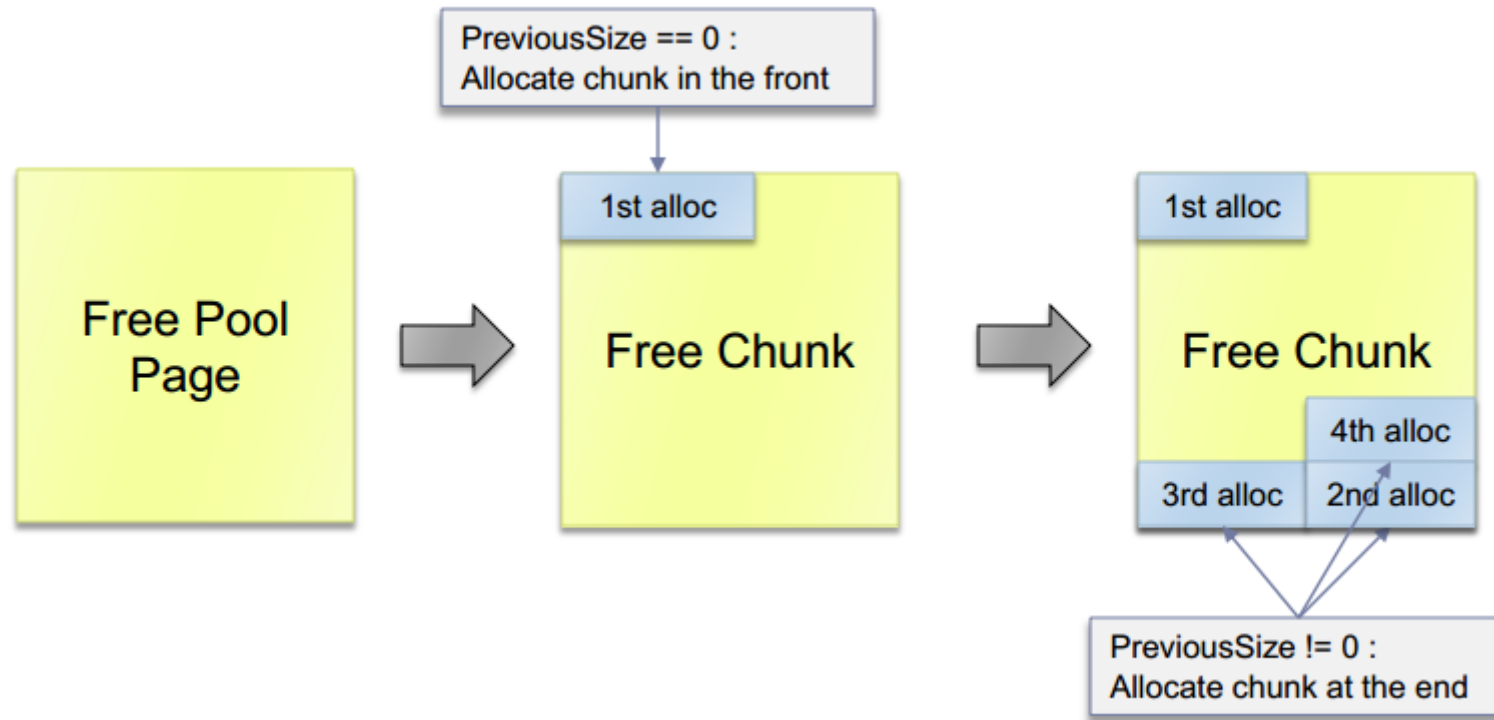 PreviousSize == 0 :
Allocate chunk in the front
Free Pool
Page
1st alloc
Free Chunk
1st alloc
Free Chunk
4th alloc
3rd alloc
2nd alloc
PreviousSize != 0 :
Allocate chunk at the end